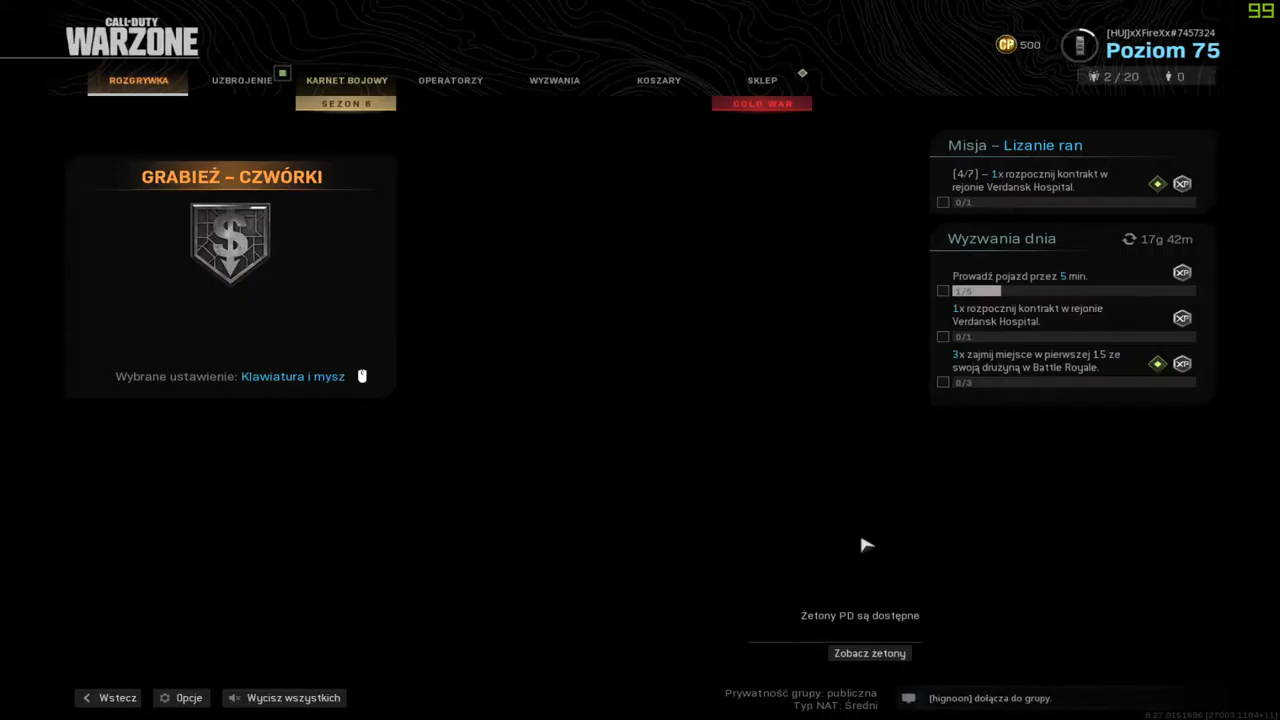 99
CALL OF DUTY
WARZONE
CP 500
[HUJ]xXFireXx#7457324
Poziom 75
2 / 20
0
ROZGRYWKA
UZBROJENIE
KARNET BOJOWY
OPERATORZY
WYZWANIA
KOSZARY
SKLEP
SEZON 6
COLD WAR
GRABIEŻ – CZWÓRKI
$
Wybrane ustawienie: Klawiatura i mysz
Misja – Lizanie ran
[4/7] – 1x rozpocznij kontrakt w
rejonie Verdansk Hospital.
XP
0/1
Wyzwania dnia
17g 42m
Prowadź pojazd przez 5 min.
XP
1/5
1x rozpocznij kontrakt w rejonie
Verdansk Hospital.
XP
0/1
3x zajmij miejsce w pierwszej 15 ze
swoją drużyną w Battle Royale.
XP
0/3
Żetony PD są dostępne
Zobacz żetony
Wstecz
Opcje
Wycisz wszystkich
Prywatność grupy: publiczna
Typ NAT: Średni
[hignoon] dołącza do grupy.